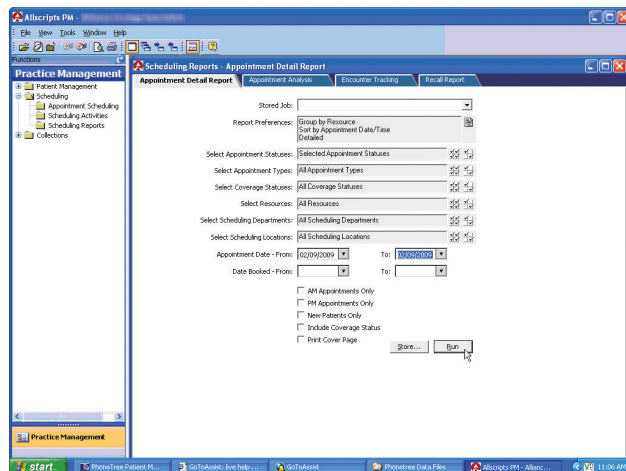 Allscripts PM -
File View Tools Window Help
Functions
Practice Management
Patient Management
Scheduling
Appointment Scheduling
Scheduling Activities
Scheduling Reports
Collections
Practice Management
Scheduling Reports - Appointment Detail Report
Appointment Detail Report Appointment Analysis Encounter Tracking Recall Report
Stored Job:
Report Preferences: Group by Resource
Sort by Appointment Date/Time
Detailed
Select Appointment Statuses: Selected Appointment Statuses
Select Appointment Types: All Appointment Types
Select Coverage Statuses: All Coverage Statuses
Select Resources: All Resources
Select Scheduling Departments: All Scheduling Departments
Select Scheduling Locations: All Scheduling Locations
Appointment Date - From: 02/09/2009 To: 02/09/2009
Date Booked - From: To:
AM Appointments Only
PM Appointments Only
New Patients Only
Include Coverage Status
Print Cover Page
Store... Run
start PhoneTree Patient M... GoToAssist: live help ... GoToAssist Phonetree Data Files Allscripts PM - Allianc... 11:06 AM